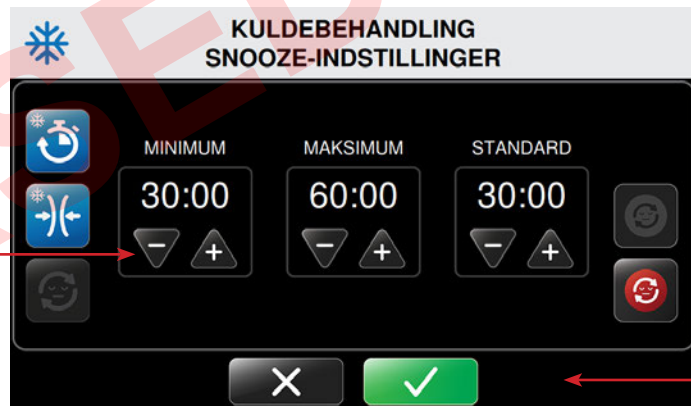 KULDEBEHANDLING
SNOOZE-INDSTILLINGER
MINIMUM MAKSIMUM STANDARD
30:00 60:00 30:00
− + − + − +